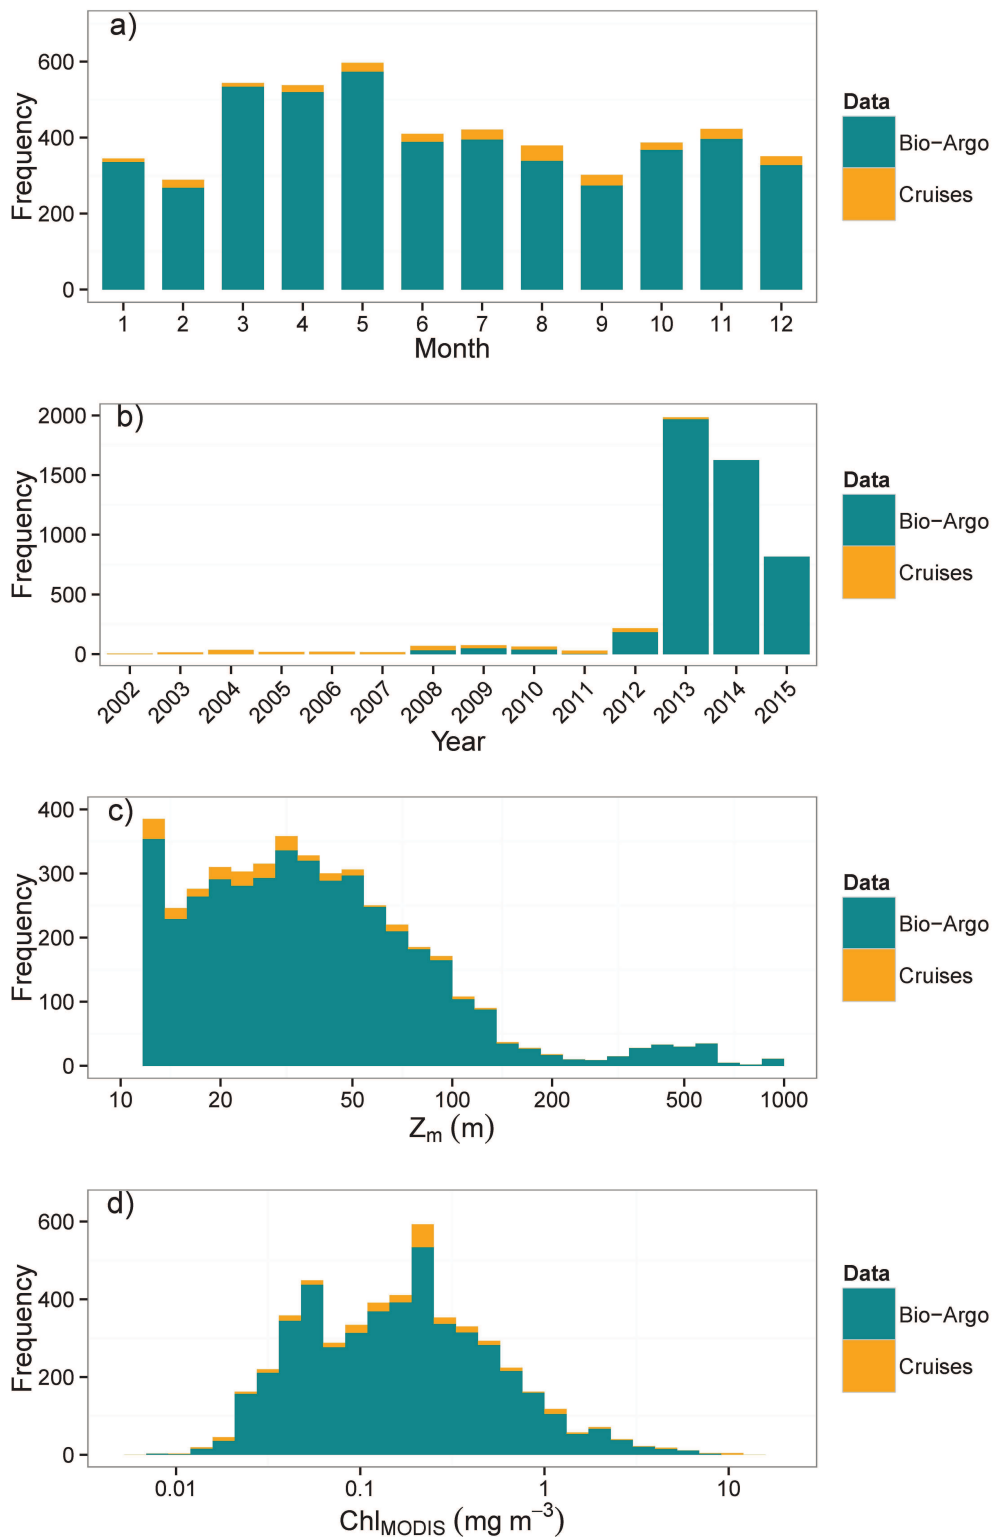 a)
600
400
200
0
Frequency
1 2 3 4 5 6 7 8 9 10 11 12
Month
Data
Bio−Argo
Cruises
b)
2000
1500
1000
500
0
Frequency
2002 2003 2004 2005 2006 2007 2008 2009 2010 2011 2012 2013 2014 2015
Year
Data
Bio−Argo
Cruises
c)
400
300
200
100
0
Frequency
10 20 50 100 200 500 1000
Zm (m)
Data
Bio−Argo
Cruises
d)
600
400
200
0
Frequency
0.01 0.1 1 10
ChlMODIS (mg m−3)
Data
Bio−Argo
Cruises